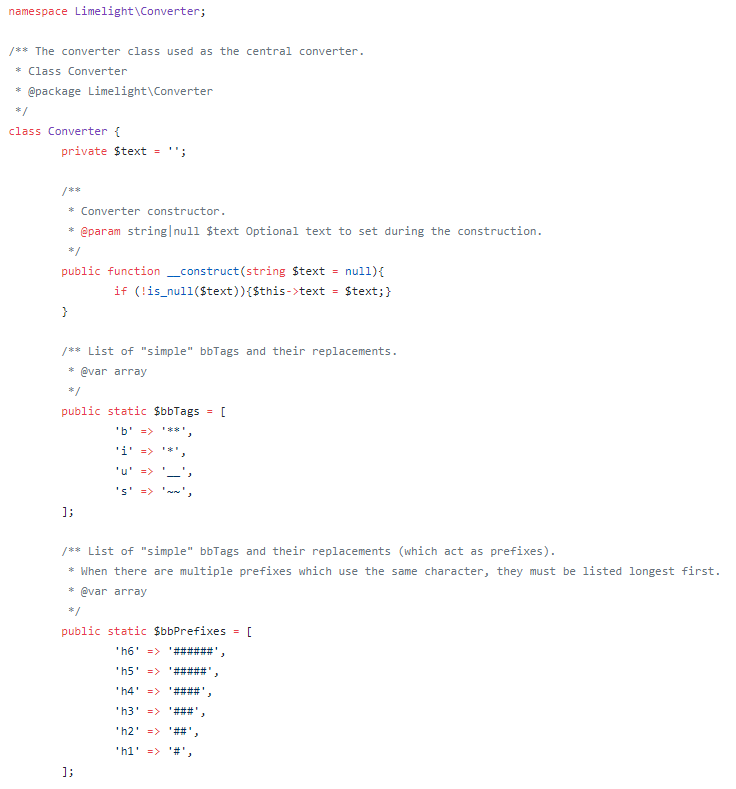 namespace Limelight\Converter;
/** The converter class used as the central converter.
 * Class Converter
 * @package Limelight\Converter
 */
class Converter {
        private $text = '';
        /**
         * Converter constructor.
         * @param string|null $text Optional text to set during the construction.
         */
        public function __construct(string $text = null){
                if (!is_null($text)){$this->text = $text;}
        }
        /** List of "simple" bbTags and their replacements.
         * @var array
         */
        public static $bbTags = [
                'b' => '**',
                'i' => '*',
                'u' => '__',
                's' => '~~',
        ];
        /** List of "simple" bbTags and their replacements (which act as prefixes).
         * When there are multiple prefixes which use the same character, they must be listed longest first.
         * @var array
         */
        public static $bbPrefixes = [
                'h6' => '######',
                'h5' => '#####',
                'h4' => '####',
                'h3' => '###',
                'h2' => '##',
                'h1' => '#',
        ];